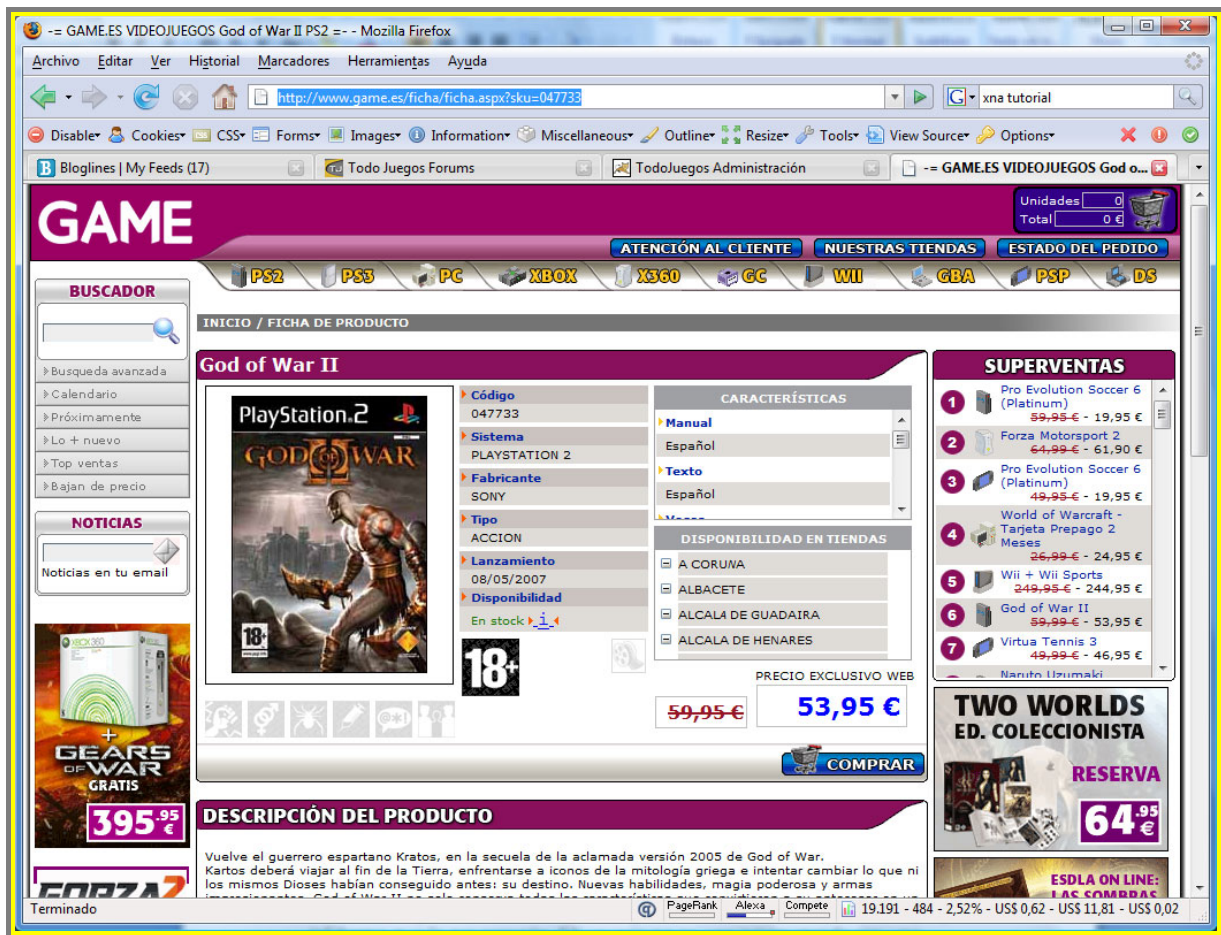 -= GAME.ES VIDEOJUEGOS God of War II PS2 =- - Mozilla Firefox
Archivo Editar Ver Historial Marcadores Herramientas Ayuda
http://www.game.es/ficha/ficha.aspx?sku=047733
G xna tutorial
Disable Cookies CSS Forms Images Information Miscellaneous Outline Resize Tools View Source Options
Bloglines | My Feeds (17)
Todo Juegos Forums
TodoJuegos Administración
-= GAME.ES VIDEOJUEGOS God o...
GAME
Unidades 0
Total 0 €
ATENCIÓN AL CLIENTE NUESTRAS TIENDAS ESTADO DEL PEDIDO
PS2 PS3 PC XBOX X360 GC WII GBA PSP DS
BUSCADOR
Busqueda avanzada
Calendario
Próximamente
Lo + nuevo
Top ventas
Bajan de precio
NOTICIAS
Noticias en tu email
XBOX 360
+
GEARS
OF WAR
GRATIS
395.95 €
FORZA2
INICIO / FICHA DE PRODUCTO
God of War II
PlayStation.2
GOD OF WAR
II
18+
Código
047733
Sistema
PLAYSTATION 2
Fabricante
SONY
Tipo
ACCION
Lanzamiento
08/05/2007
Disponibilidad
En stock i
18+
CARACTERÍSTICAS
Manual
Español
Texto
Español
DISPONIBILIDAD EN TIENDAS
A CORUÑA
ALBACETE
ALCALA DE GUADAIRA
ALCALA DE HENARES
PRECIO EXCLUSIVO WEB
59,95 € 53,95 €
COMPRAR
DESCRIPCIÓN DEL PRODUCTO
Vuelve el guerrero espartano Kratos, en la secuela de la aclamada versión 2005 de God of War.
Kartos deberá viajar al fin de la Tierra, enfrentarse a iconos de la mitología griega e intentar cambiar lo que ni
los mismos Dioses habían conseguido antes: su destino. Nuevas habilidades, magia poderosa y armas
SUPERVENTAS
1 Pro Evolution Soccer 6
(Platinum)
59,95 € - 19,95 €
2 Forza Motorsport 2
64,99 € - 61,90 €
3 Pro Evolution Soccer 6
(Platinum)
49,95 € - 19,95 €
4 World of Warcraft -
Tarjeta Prepago 2
Meses
26,99 € - 24,95 €
5 Wii + Wii Sports
249,95 € - 244,95 €
6 God of War II
59,99 € - 53,95 €
7 Virtua Tennis 3
49,99 € - 46,95 €
Naruto Uzumaki
TWO WORLDS
ED. COLECCIONISTA
RESERVA
64.95 €
ESDLA ON LINE:
LAS SOMBRAS
Terminado
PageRank Alexa Compete 19.191 - 484 - 2,52% - US$ 0,62 - US$ 11,81 - US$ 0,02